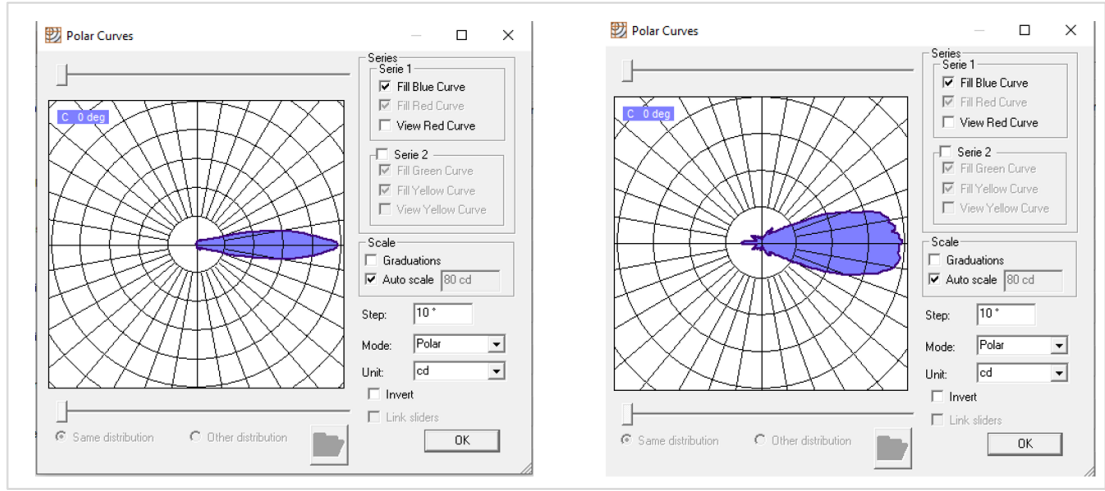 Polar Curves
Series
Serie 1
Fill Blue Curve
Fill Red Curve
View Red Curve
C 0 deg
Serie 2
Fill Green Curve
Fill Yellow Curve
View Yellow Curve
Scale
Graduations
Auto scale 80 cd
Step: 10 °
Mode: Polar
Unit: cd
Invert
Link sliders
Same distribution Other distribution
OK
Polar Curves
Series
Serie 1
Fill Blue Curve
Fill Red Curve
View Red Curve
C 0 deg
Serie 2
Fill Green Curve
Fill Yellow Curve
View Yellow Curve
Scale
Graduations
Auto scale 80 cd
Step: 10 °
Mode: Polar
Unit: cd
Invert
Link sliders
Same distribution Other distribution
OK